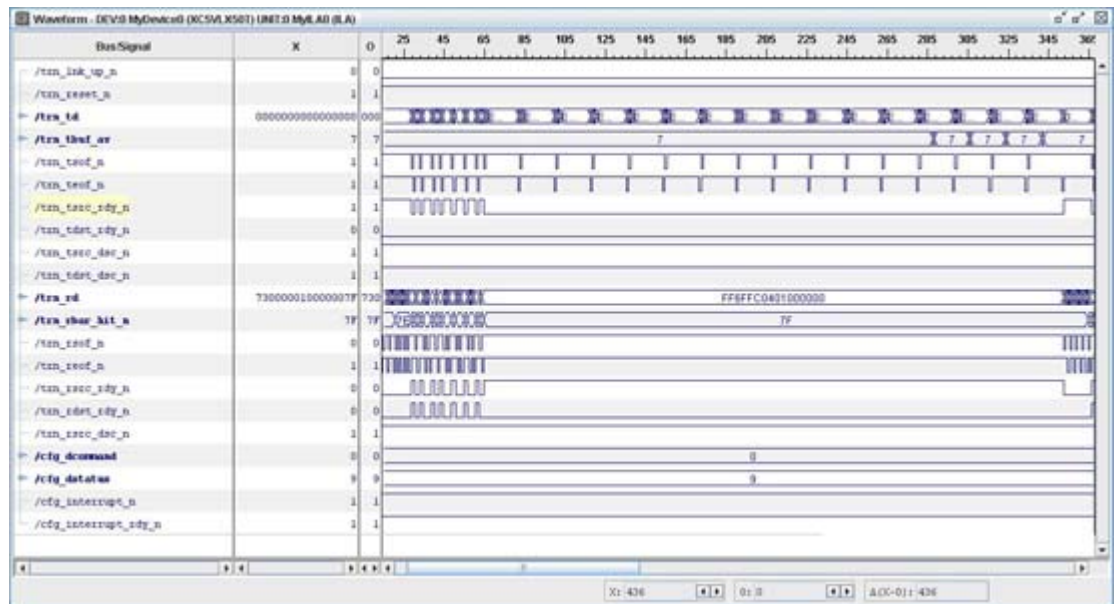 Waveform - DEV:0 MyDevice0 (XC5VLX50T) UNIT:0 MyILA0 (ILA)
Bus/Signal X O 25 45 65 85 105 125 145 165 185 205 225 245 265 285 305 325 345 365
/trn_lnk_up_n 0 0
/trn_reset_n 1 1
/trn_td 0000000000000000 000
/trn_tbuf_av 7 7 7 7 7 7 7
/trn_tsof_n 1 1
/trn_teof_n 1 1
/trn_tsrc_rdy_n 1 1
/trn_tdst_rdy_n 0 0
/trn_tsrc_dsc_n 1 1
/trn_tdst_dsc_n 1 1
/trn_rd 730000010000007F 730 FF6FFC0401000000
/trn_rbar_hit_n 7F 7F 7F
/trn_rsof_n 0 0
/trn_reof_n 1 1
/trn_rsrc_rdy_n 0 0
/trn_rdst_rdy_n 0 0
/trn_rsrc_dsc_n 1 1
/cfg_dcommand 0 0 0
/cfg_dstatus 9 9 9
/cfg_interrupt_n 1 1
/cfg_interrupt_rdy_n 1 1
X: 436 O: 0 Δ(X-O): 436